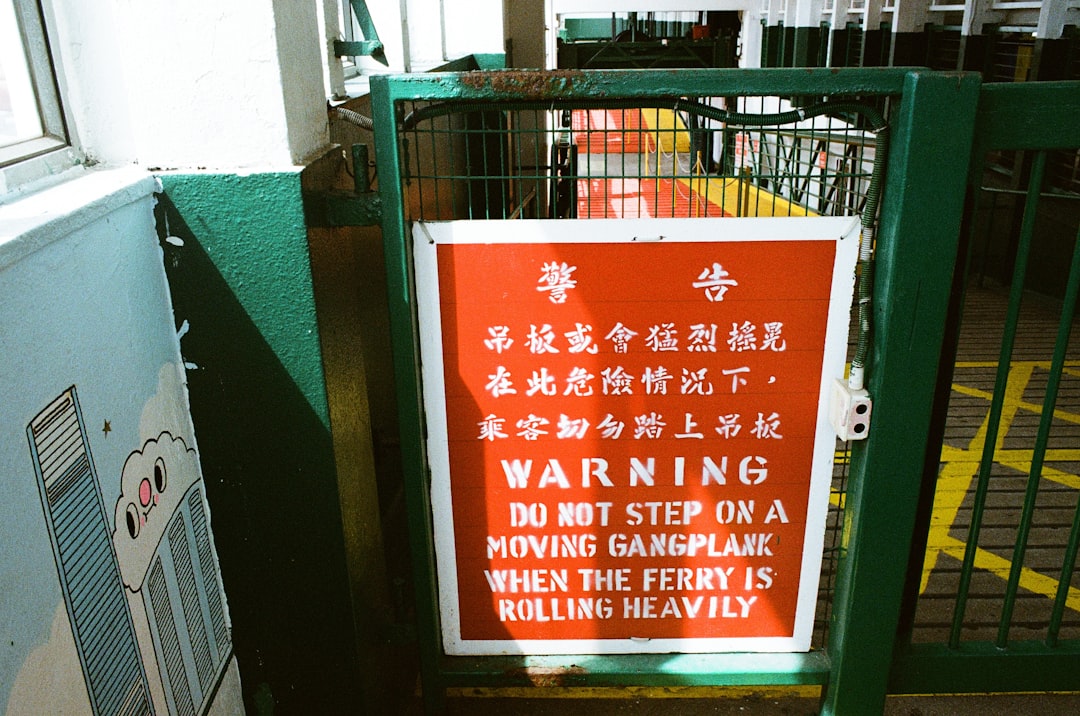 警 告
吊板或會猛烈搖晃
在此危險情況下，
乘客切勿踏上吊板
WARNING
DO NOT STEP ON A
MOVING GANGPLANK
WHEN THE FERRY IS
ROLLING HEAVILY